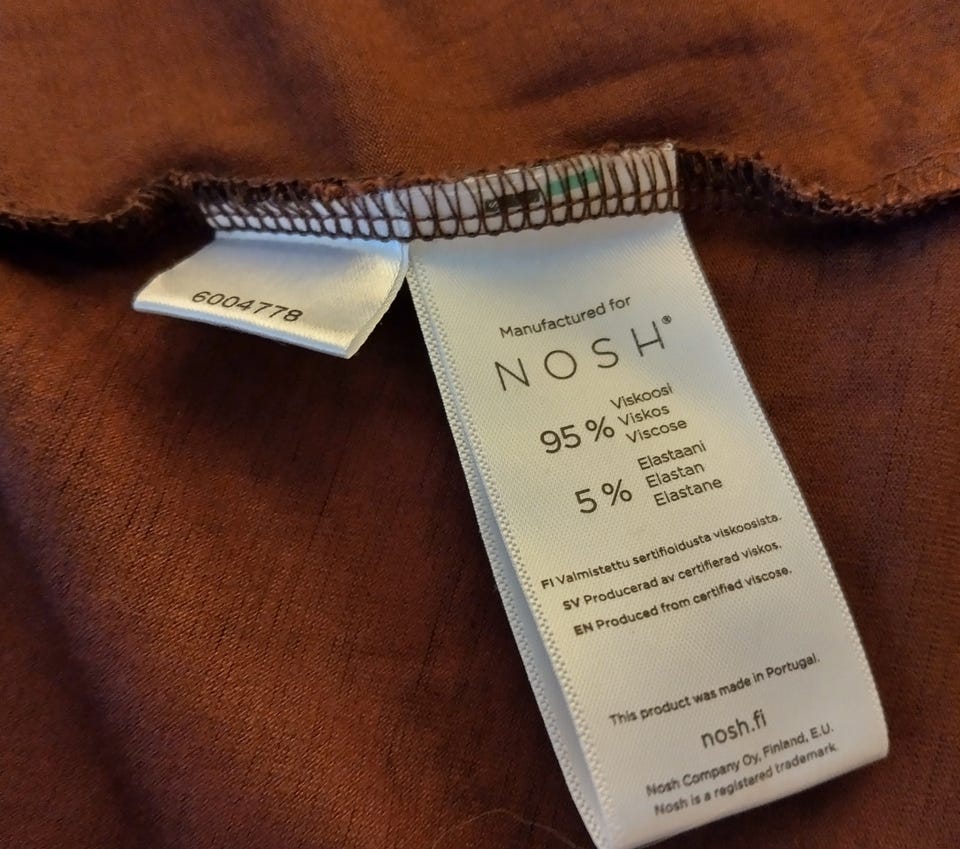 6004778
Manufactured for
NOSH®
95% Viskoosi
Viskos
Viscose
5% Elastaani
Elastan
Elastane
FI Valmistettu sertifioidusta viskoosista.
SV Producerad av certifierad viskos.
EN Produced from certified viscose.
This product was made in Portugal.
nosh.fi
Nosh Company Oy, Finland, E.U.
Nosh is a registered trademark.